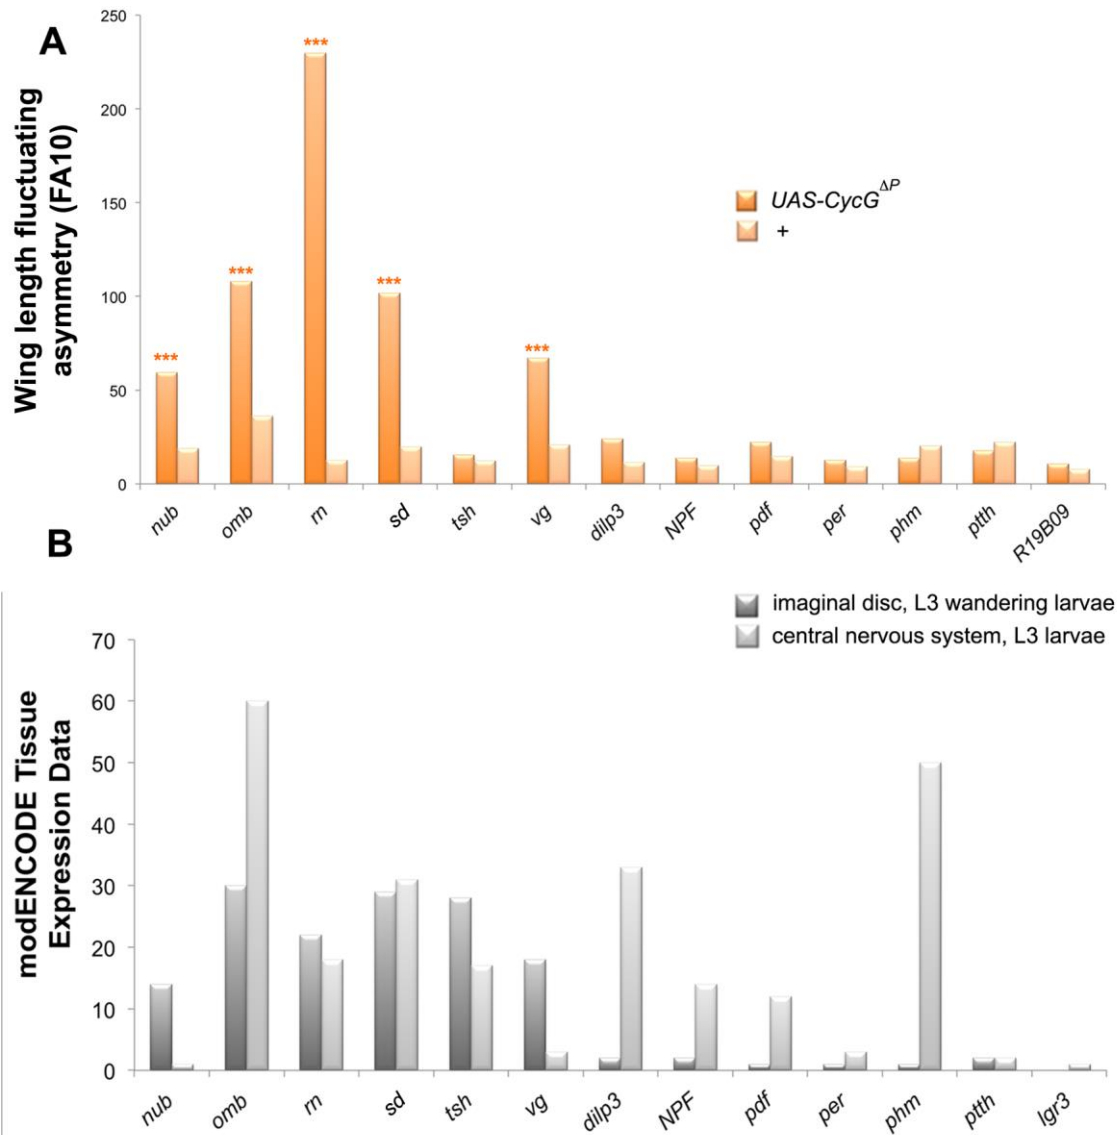 A
Wing length fluctuating
asymmetry (FA10)
250
200
150
100
50
0
***
***
***
***
***
UAS-CycG^ΔP
+
nub
omb
rn
sd
tsh
vg
dilp3
NPF
pdf
per
phm
ptth
R19B09
B
imaginal disc, L3 wandering larvae
central nervous system, L3 larvae
modENCODE Tissue
Expression Data
70
60
50
40
30
20
10
0
nub
omb
rn
sd
tsh
vg
dilp3
NPF
pdf
per
phm
ptth
lgr3